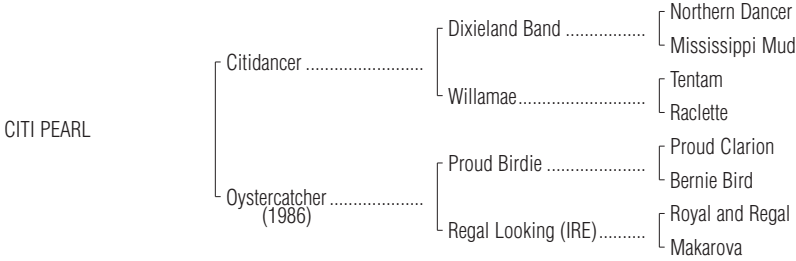 Northern Dancer
Dixieland Band ................
Mississippi Mud
Citidancer ........................
Tentam
Willamae..........................
Raclette
CITI PEARL
Proud Clarion
Proud Birdie ....................
Bernie Bird
Oystercatcher ...................
(1986)
Royal and Regal
Regal Looking (IRE)..........
Makarova